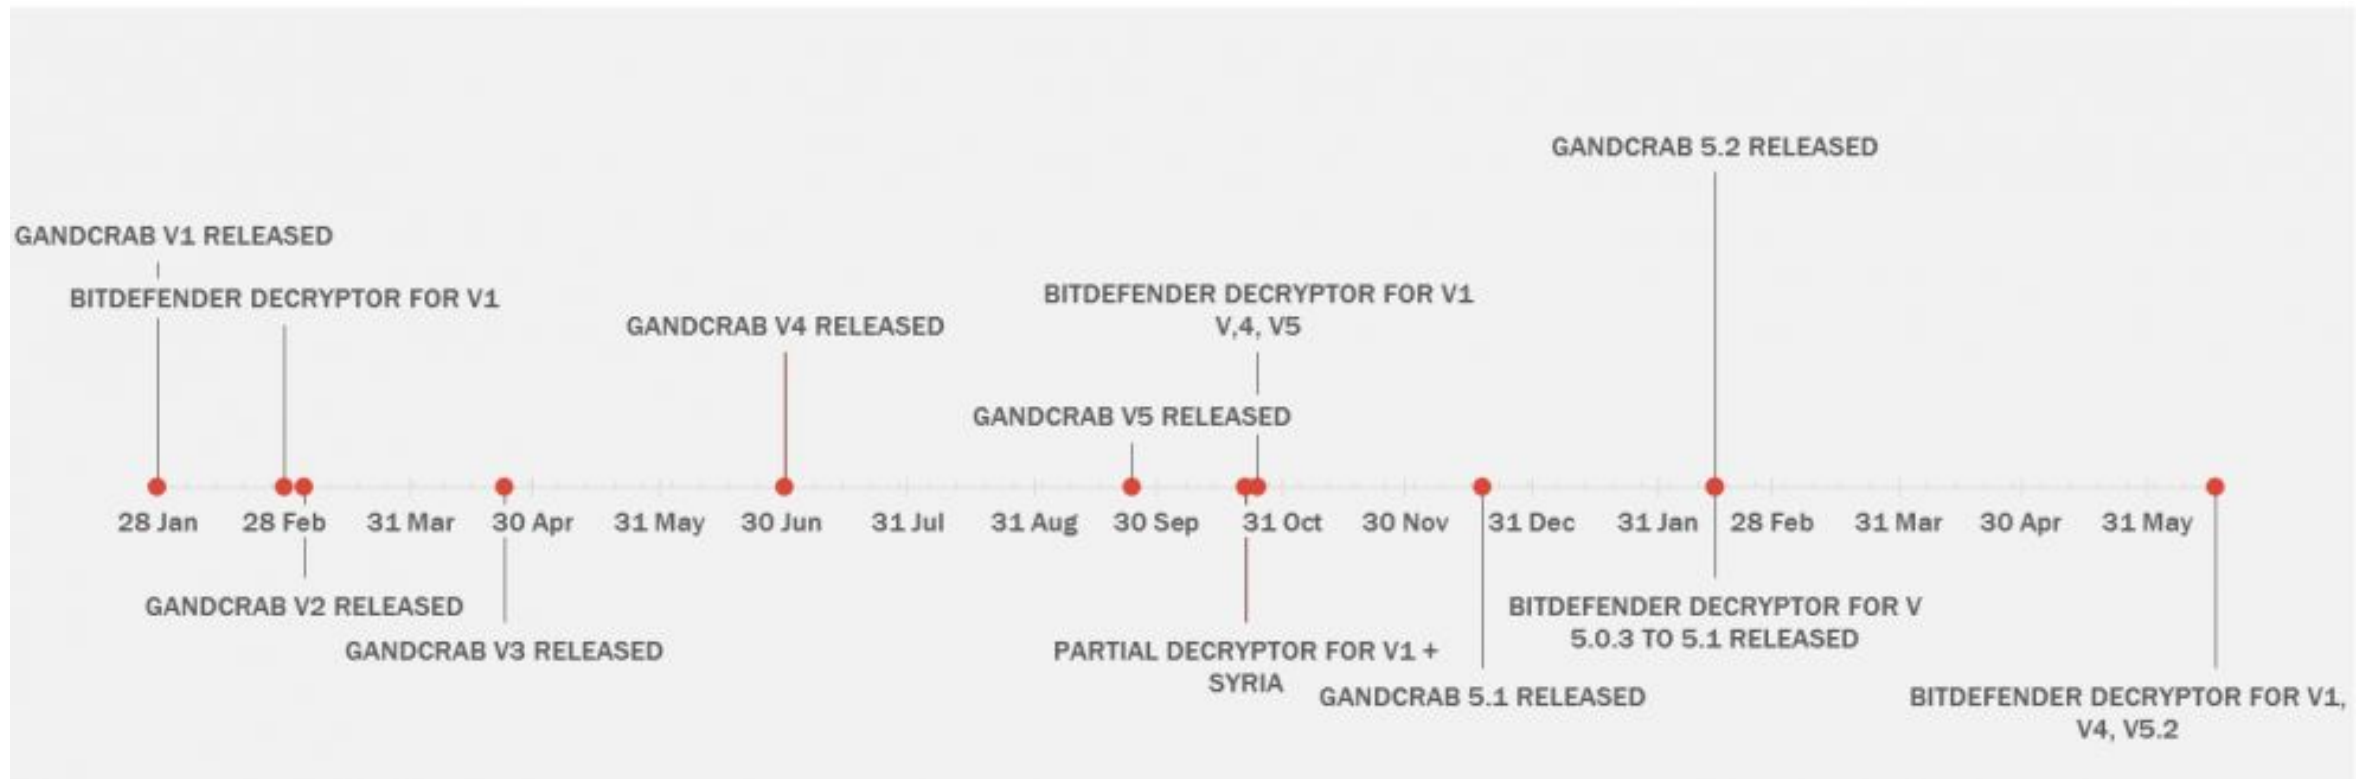 GANDCRAB 5.2 RELEASED
GANDCRAB V1 RELEASED
BITDEFENDER DECRYPTOR FOR V1
GANDCRAB V4 RELEASED
BITDEFENDER DECRYPTOR FOR V1
V,4, V5
GANDCRAB V5 RELEASED
28 Jan 28 Feb 31 Mar 30 Apr 31 May 30 Jun 31 Jul 31 Aug 30 Sep 31 Oct 30 Nov 31 Dec 31 Jan 28 Feb 31 Mar 30 Apr 31 May
GANDCRAB V2 RELEASED
GANDCRAB V3 RELEASED
PARTIAL DECRYPTOR FOR V1 +
SYRIA
GANDCRAB 5.1 RELEASED
BITDEFENDER DECRYPTOR FOR V
5.0.3 TO 5.1 RELEASED
BITDEFENDER DECRYPTOR FOR V1,
V4, V5.2